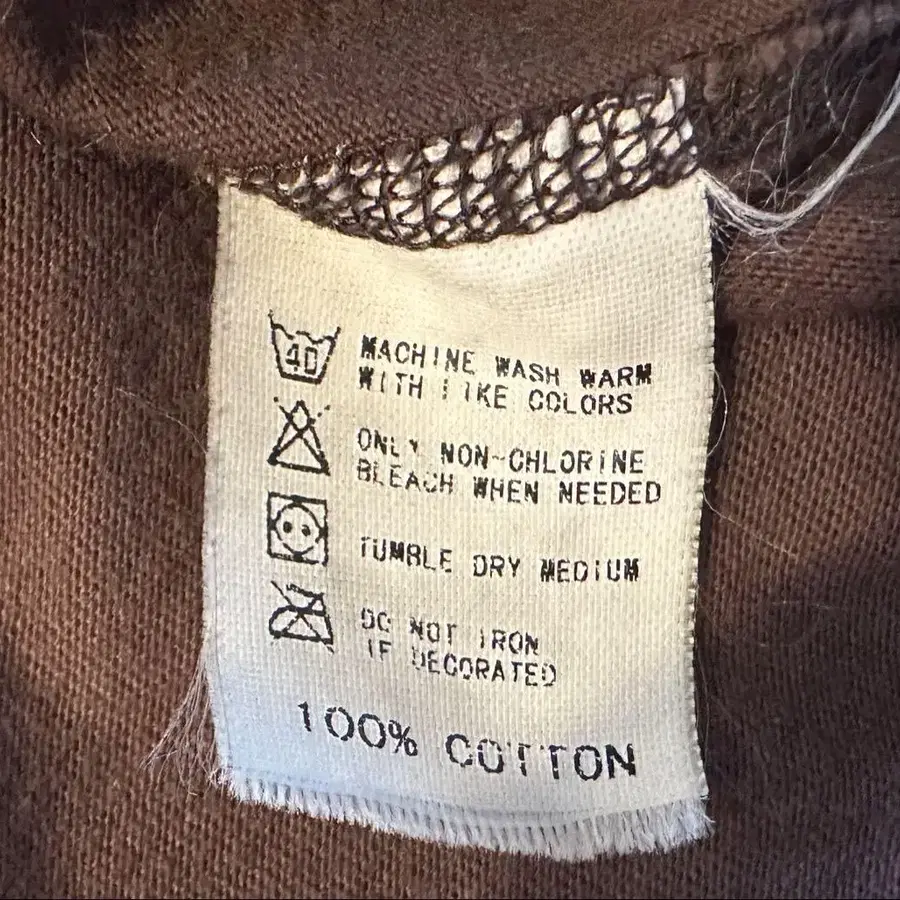 40
MACHINE WASH WARM
WITH LIKE COLORS
ONLY NON-CHLORINE
BLEACH WHEN NEEDED
TUMBLE DRY MEDIUM
DO NOT IRON
IF DECORATED
100% COTTON